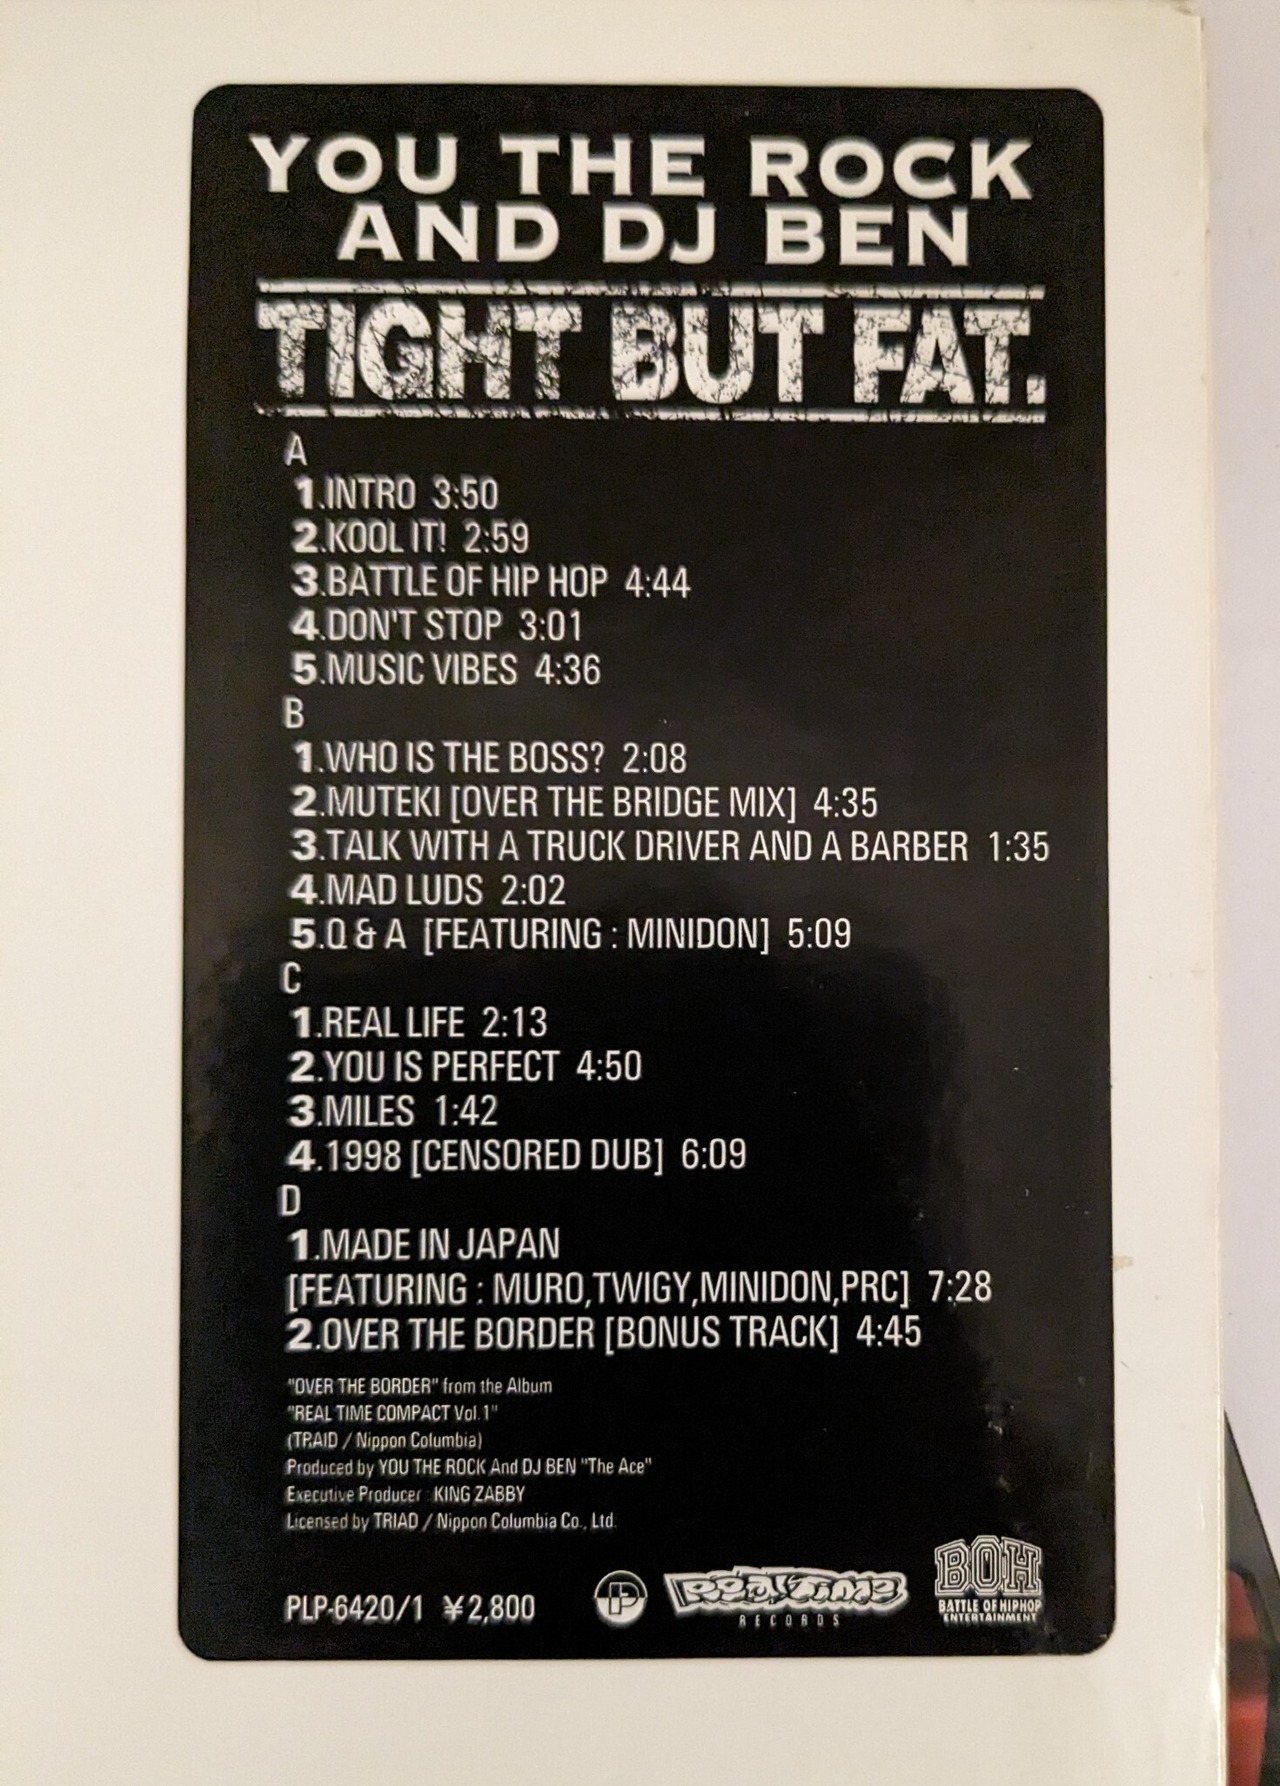 YOU THE ROCK
AND DJ BEN
TIGHT BUT FAT.
A
1.INTRO 3:50
2.KOOL IT! 2:59
3.BATTLE OF HIP HOP 4:44
4.DON'T STOP 3:01
5.MUSIC VIBES 4:36
B
1.WHO IS THE BOSS? 2:08
2.MUTEKI [OVER THE BRIDGE MIX] 4:35
3.TALK WITH A TRUCK DRIVER AND A BARBER 1:35
4.MAD LUDS 2:02
5.Q & A [FEATURING : MINIDON] 5:09
C
1.REAL LIFE 2:13
2.YOU IS PERFECT 4:50
3.MILES 1:42
4.1998 [CENSORED DUB] 6:09
D
1.MADE IN JAPAN
[FEATURING : MURO,TWIGY,MINIDON,PRC] 7:28
2.OVER THE BORDER [BONUS TRACK] 4:45
"OVER THE BORDER" from the Album
"REAL TIME COMPACT Vol.1"
(TRAID / Nippon Columbia)
Produced by YOU THE ROCK And DJ BEN "The Ace"
Executive Producer : KING ZABBY
Licensed by TRIAD / Nippon Columbia Co., Ltd.
PLP-6420/1 ¥2,800
P
Real Time
RECORDS
BOH
BATTLE OF HIPHOP
ENTERTAINMENT